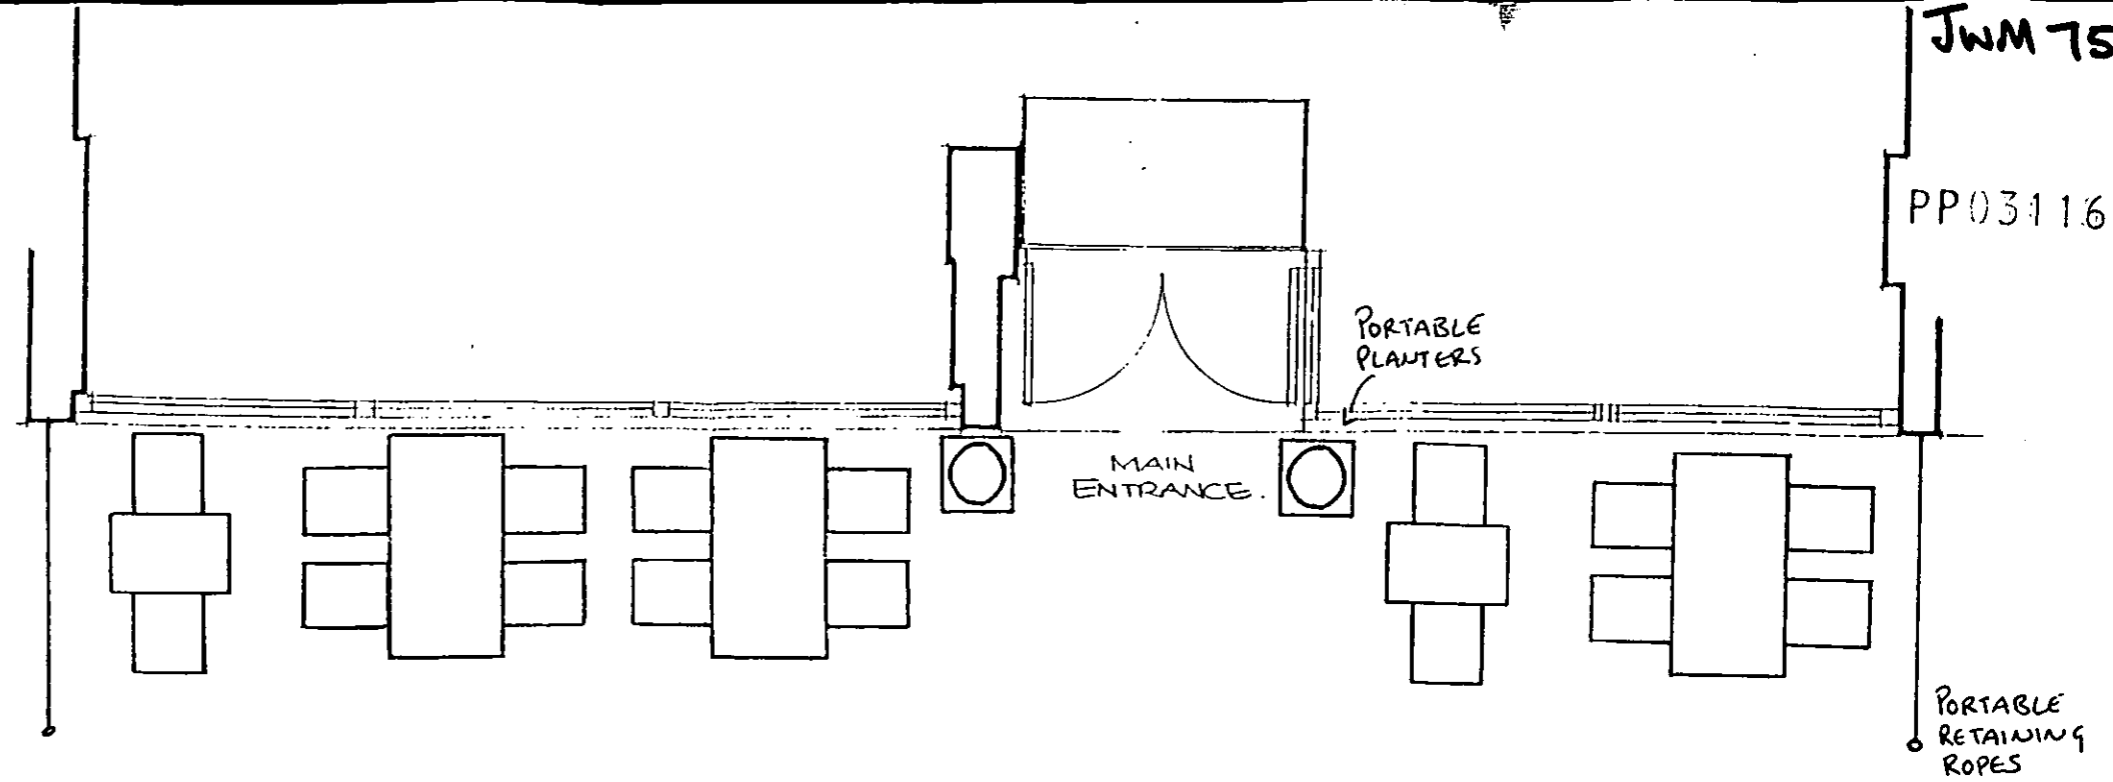 JWM 75
PP03116
PORTABLE
PLANTERS
MAIN
ENTRANCE.
PORTABLE
RETAINING
ROPES